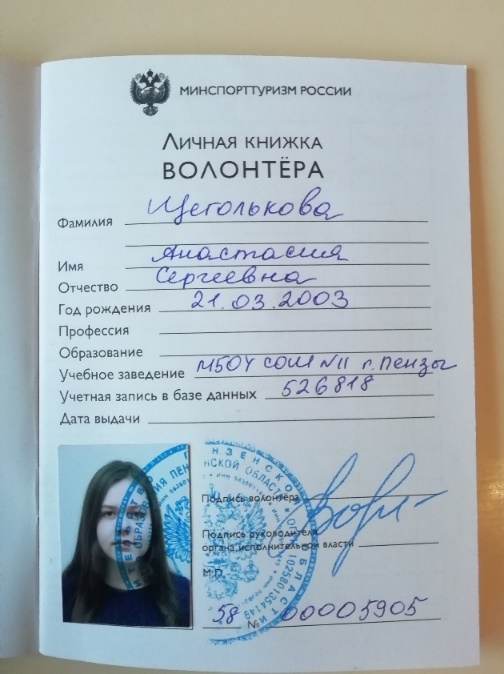 МИНСПОРТТУРИЗМ РОССИИ
ЛИЧНАЯ КНИЖКА
ВОЛОНТЁРА
Фамилия Щеголькова
Имя Анастасия
Отчество Сергеевна
Год рождения 21.03.2003
Профессия
Образование
Учебное заведение МБОУ СОШ №11 г. Пензы
Учетная запись в базе данных 526818
Дата выдачи
Подпись волонтёра
Подпись руководителя
органа исполнительной власти
М.П.
58 № 00005905